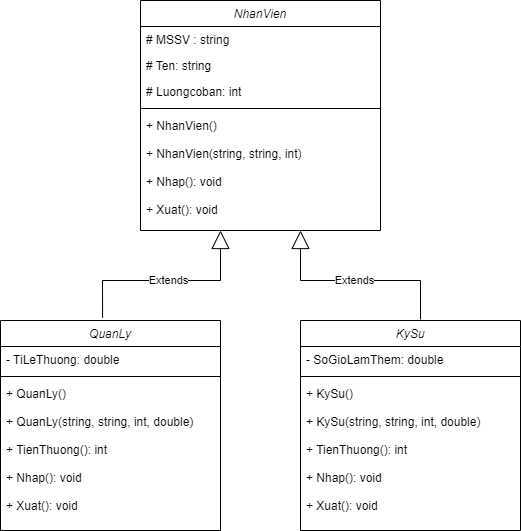 NhanVien
# MSSV : string
# Ten: string
# Luongcoban: int
+ NhanVien()
+ NhanVien(string, string, int)
+ Nhap(): void
+ Xuat(): void
Extends
Extends
QuanLy
- TiLeThuong: double
+ QuanLy()
+ QuanLy(string, string, int, double)
+ TienThuong(): int
+ Nhap(): void
+ Xuat(): void
KySu
- SoGioLamThem: double
+ KySu()
+ KySu(string, string, int, double)
+ TienThuong(): int
+ Nhap(): void
+ Xuat(): void